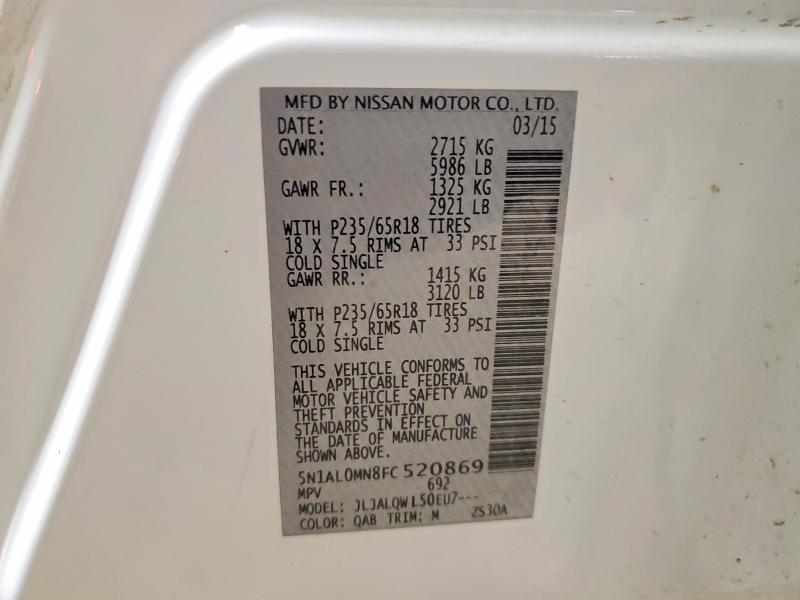 MFD BY NISSAN MOTOR CO., LTD.
DATE: 03/15
GVWR: 2715 KG
5986 LB
GAWR FR.: 1325 KG
2921 LB
WITH P235/65R18 TIRES
18 X 7.5 RIMS AT 33 PSI
COLD SINGLE
GAWR RR.: 1415 KG
3120 LB
WITH P235/65R18 TIRES
18 X 7.5 RIMS AT 33 PSI
COLD SINGLE
THIS VEHICLE CONFORMS TO
ALL APPLICABLE FEDERAL
MOTOR VEHICLE SAFETY AND
THEFT PREVENTION
STANDARDS IN EFFECT ON
THE DATE OF MANUFACTURE
SHOWN ABOVE.
5N1AL0MN8FC520869
MPV 692
MODEL: JLJALQWL50EU7---
COLOR: QAB TRIM: M ZS30A